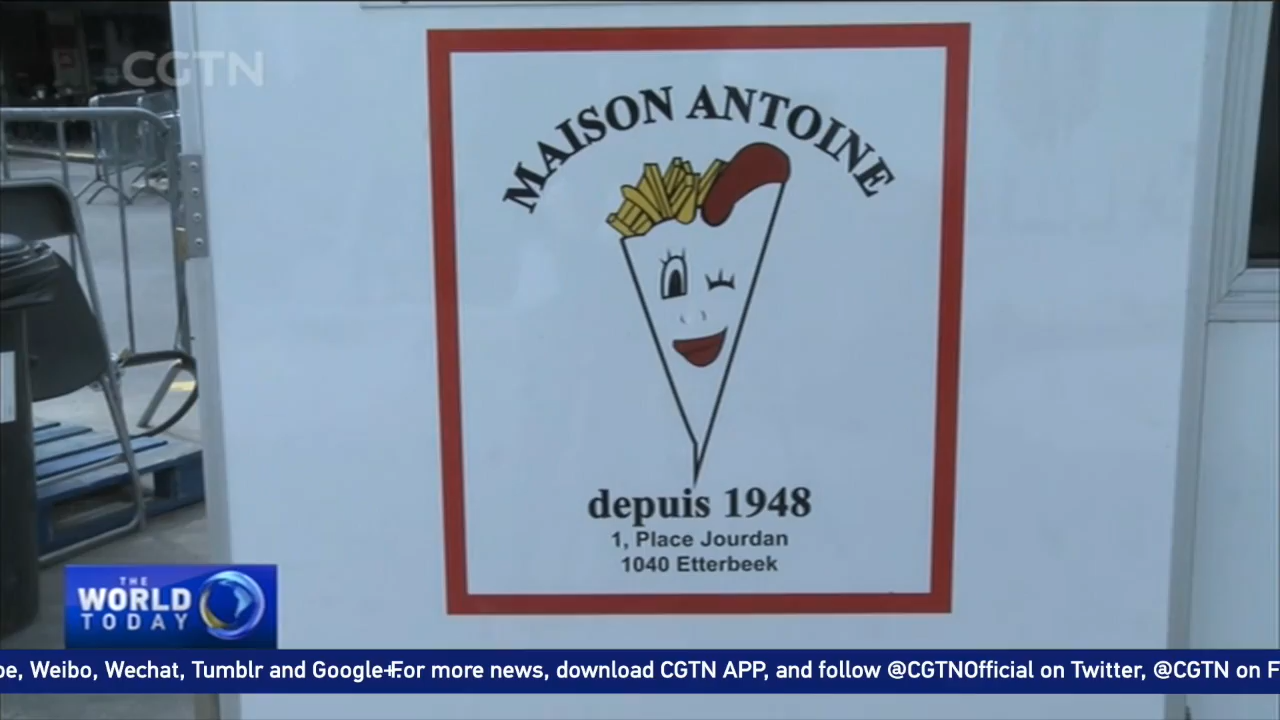 CGTN
MAISON ANTOINE
depuis 1948
1, Place Jourdan
1040 Etterbeek
THE
WORLD
TODAY
be, Weibo, Wechat, Tumblr and Google+For more news, download CGTN APP, and follow @CGTNOfficial on Twitter, @CGTN on F